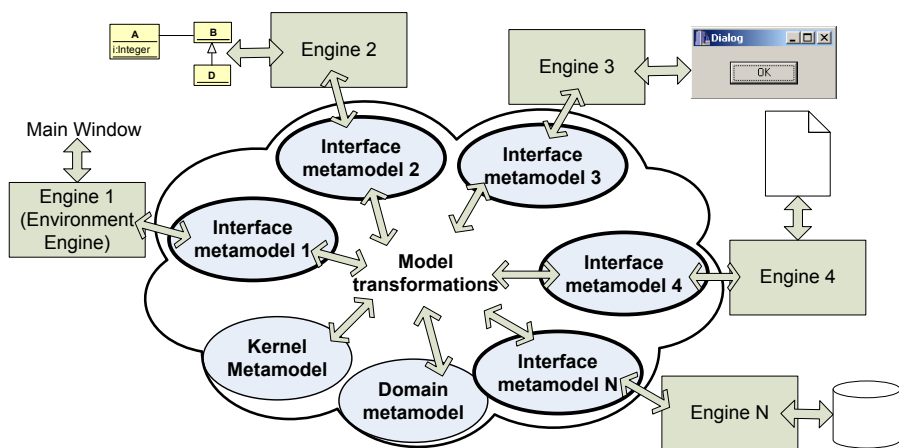 A
i:Integer
B
D
Engine 2
Engine 3
Dialog
OK
Main Window
Engine 1
(Environment
Engine)
Interface
metamodel 2
Interface
metamodel 3
Interface
metamodel 1
Model
transformations
Interface
metamodel 4
Engine 4
Kernel
Metamodel
Domain
metamodel
Interface
metamodel N
Engine N